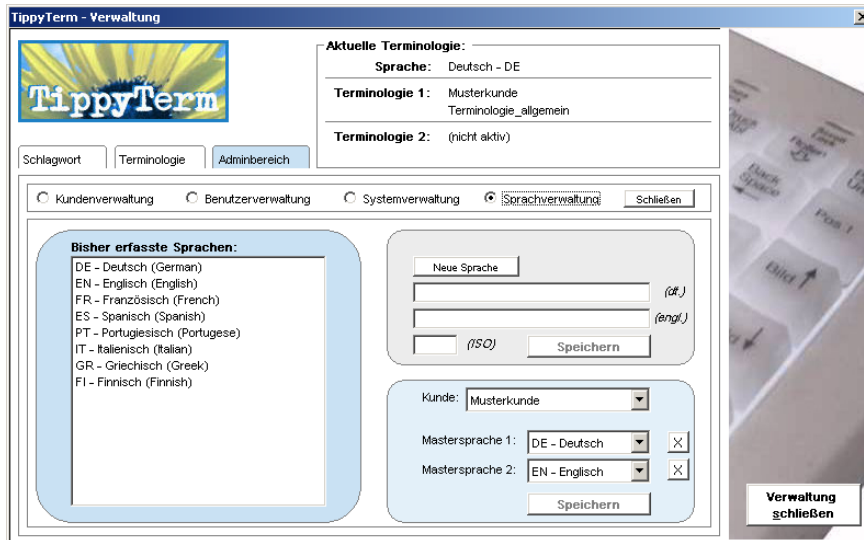 TippyTerm - Verwaltung
TippyTerm
Aktuelle Terminologie:
Sprache: Deutsch - DE
Terminologie 1: Musterkunde
Terminologie_allgemein
Terminologie 2: (nicht aktiv)
Schlagwort Terminologie Adminbereich
Kundenverwaltung Benutzerverwaltung Systemverwaltung Sprachverwaltung Schließen
Bisher erfasste Sprachen:
DE - Deutsch (German)
EN - Englisch (English)
FR - Französisch (French)
ES - Spanisch (Spanish)
PT - Portugiesisch (Portugese)
IT - Italienisch (Italian)
GR - Griechisch (Greek)
FI - Finnisch (Finnish)
Neue Sprache
(dt.)
(engl.)
(ISO) Speichern
Kunde: Musterkunde
Mastersprache 1: DE - Deutsch X
Mastersprache 2: EN - Englisch X
Speichern
Back
Space
Pos 1
Bild
Verwaltung
schließen